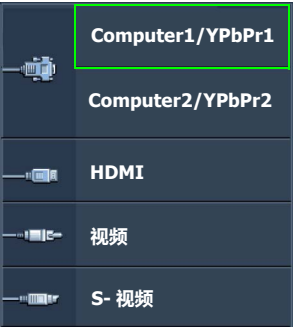 Computer1/YPbPr1
Computer2/YPbPr2
HDMI
视频
S- 视频